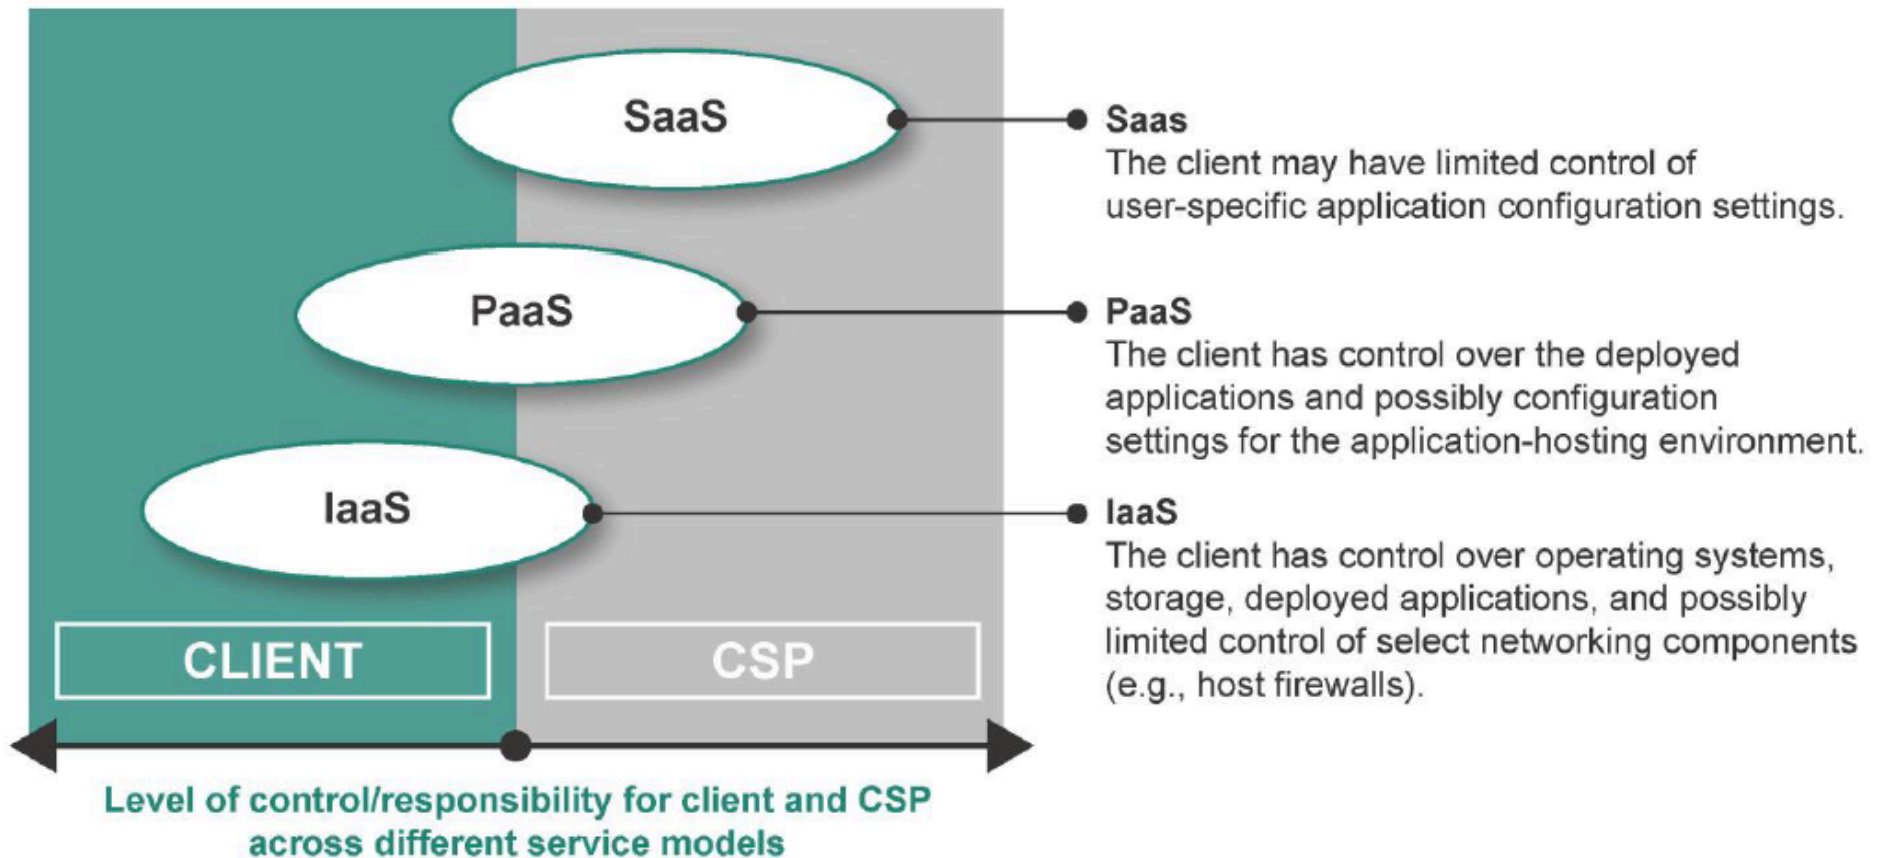 SaaS
Saas
The client may have limited control of
user-specific application configuration settings.
PaaS
PaaS
The client has control over the deployed
applications and possibly configuration
settings for the application-hosting environment.
IaaS
IaaS
The client has control over operating systems,
storage, deployed applications, and possibly
limited control of select networking components
(e.g., host firewalls).
CLIENT
CSP
Level of control/responsibility for client and CSP
across different service models